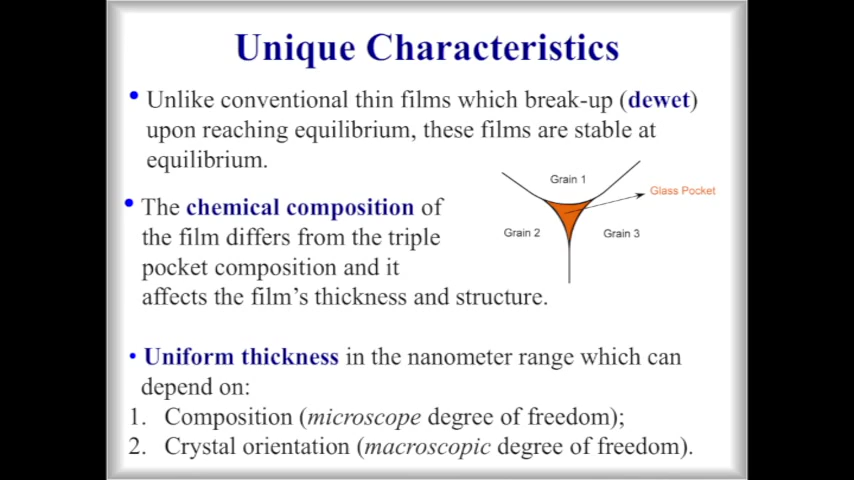 Unique Characteristics
• Unlike conventional thin films which break-up (dewet)
upon reaching equilibrium, these films are stable at
equilibrium.
Grain 1
Glass Pocket
Grain 2
Grain 3
• The chemical composition of
the film differs from the triple
pocket composition and it
affects the film’s thickness and structure.
• Uniform thickness in the nanometer range which can
depend on:
1. Composition (microscope degree of freedom);
2. Crystal orientation (macroscopic degree of freedom).